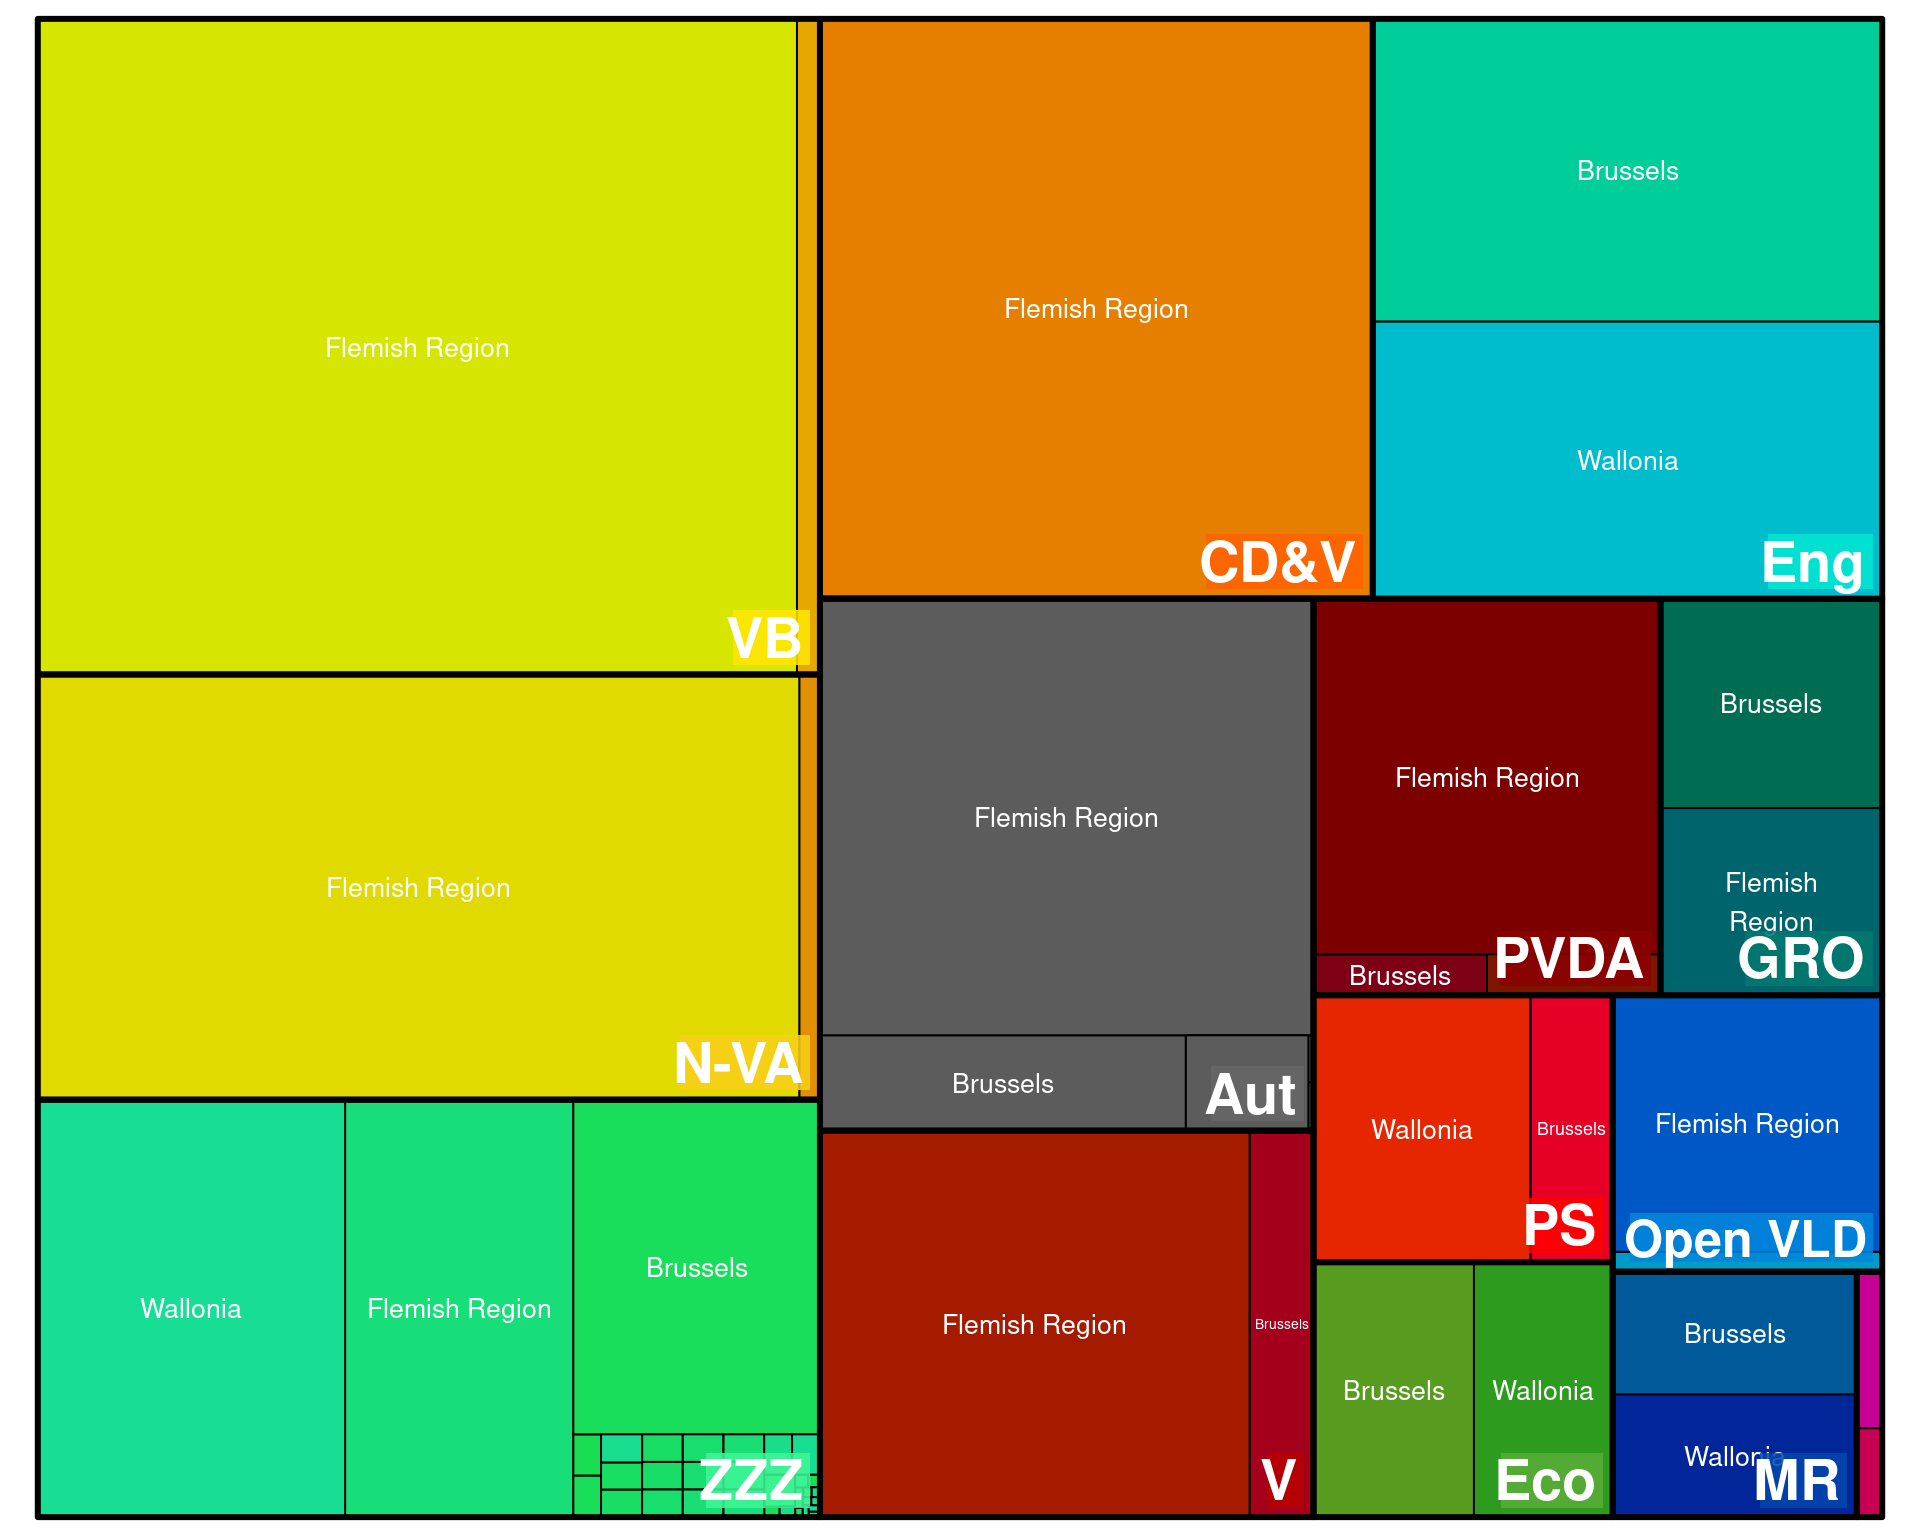 Flemish Region
VB
Flemish Region
CD&V
Brussels
Wallonia
Eng
Flemish Region
N-VA
Flemish Region
Brussels
Aut
Flemish Region
Brussels
PVDA
Brussels
Flemish
Region
GRO
Wallonia
Flemish Region
Brussels
ZZZ
Flemish Region
Brussels
V
Wallonia
Brussels
PS
Flemish Region
Open VLD
Brussels
Wallonia
Eco
Brussels
Wallonia
MR